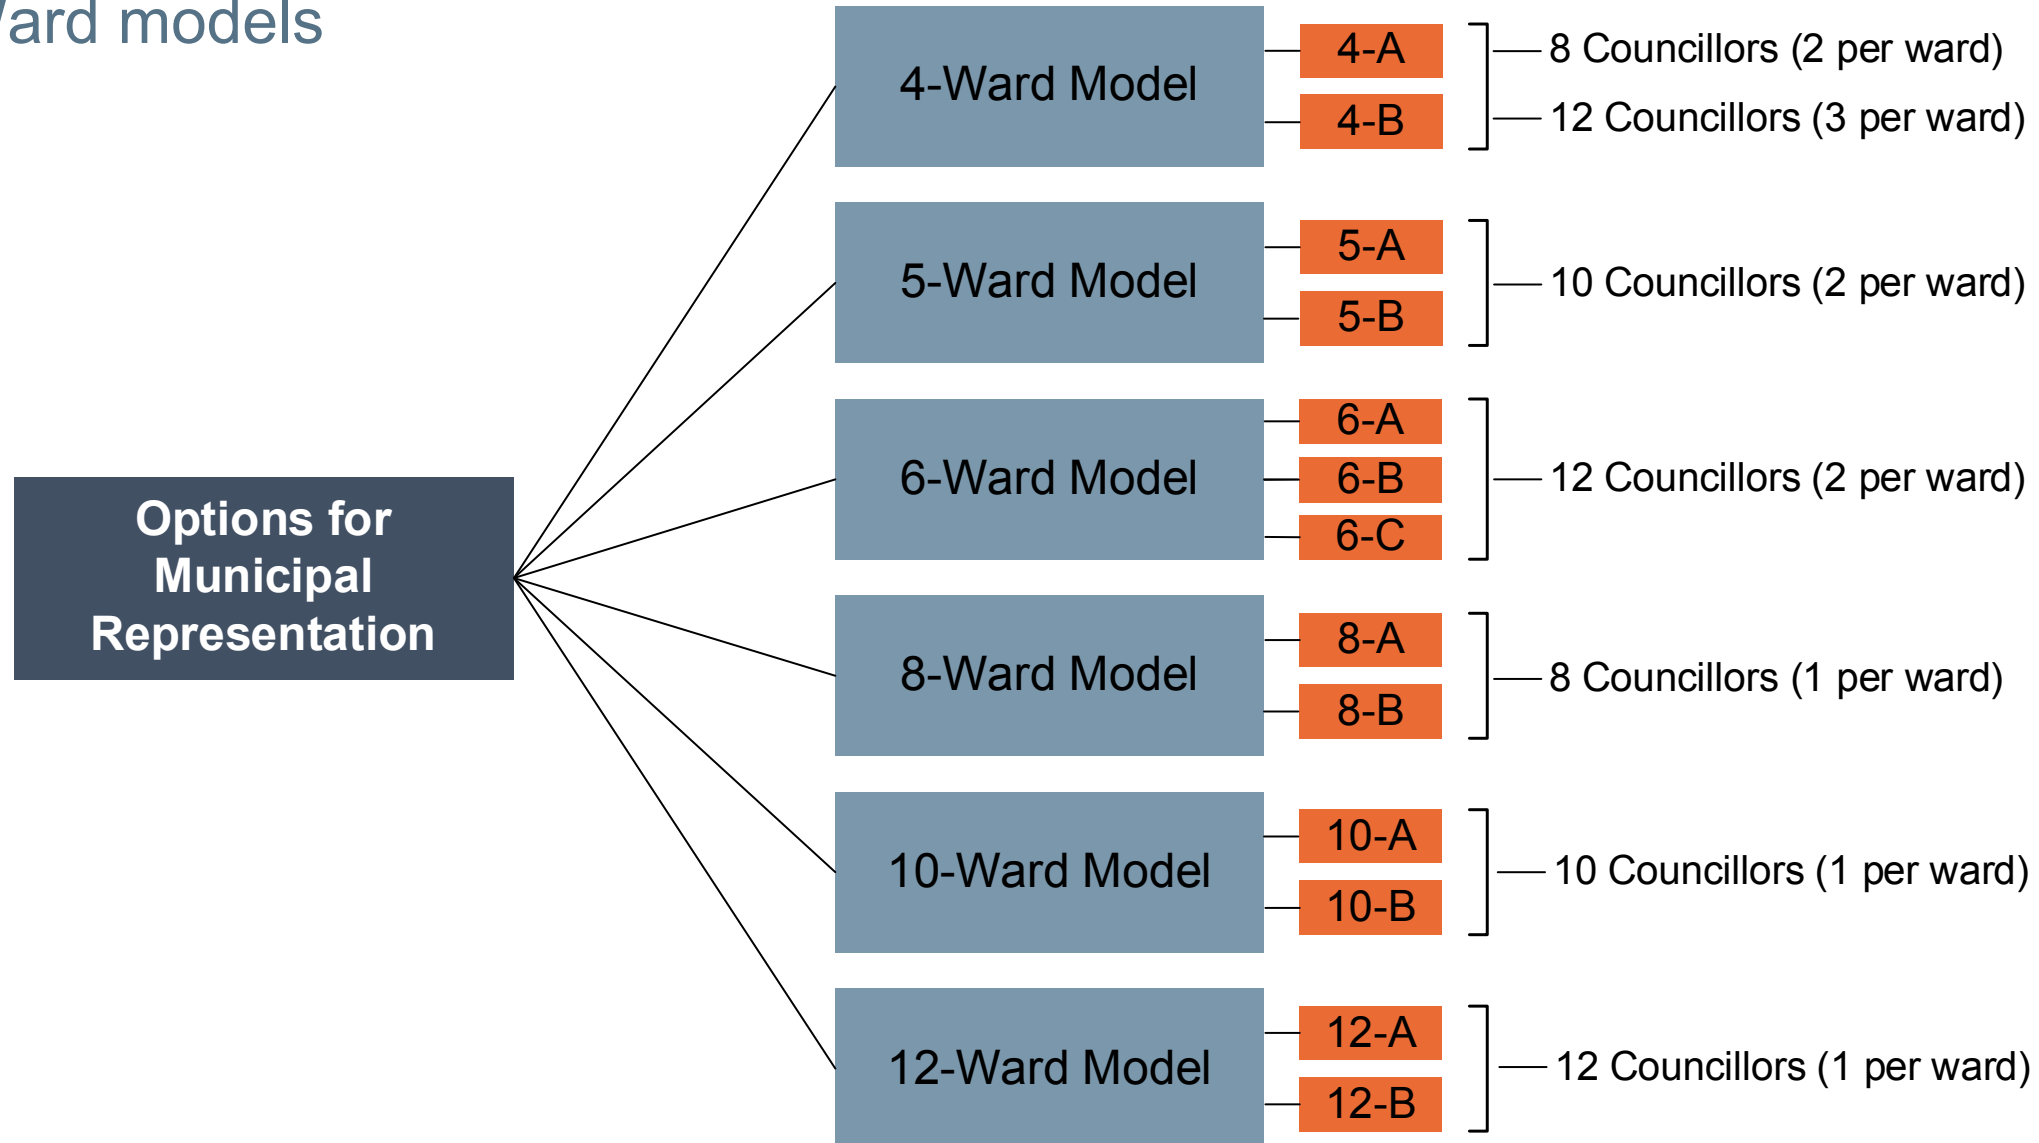 Ward models
4-Ward Model
4-A
4-B
8 Councillors (2 per ward)
12 Councillors (3 per ward)
5-Ward Model
5-A
5-B
10 Councillors (2 per ward)
6-Ward Model
6-A
6-B
6-C
12 Councillors (2 per ward)
Options for
Municipal
Representation
8-Ward Model
8-A
8-B
8 Councillors (1 per ward)
10-Ward Model
10-A
10-B
10 Councillors (1 per ward)
12-Ward Model
12-A
12-B
12 Councillors (1 per ward)